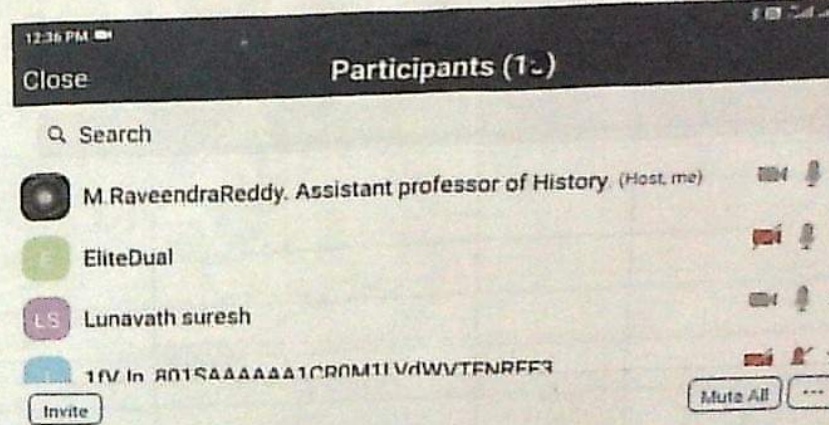 12:36 PM
Close
Participants
Search
M.RaveendraReddy. Assistant professor of History (Host, me)
EliteDual
LS Lunavath suresh
Invite
Mute All ...